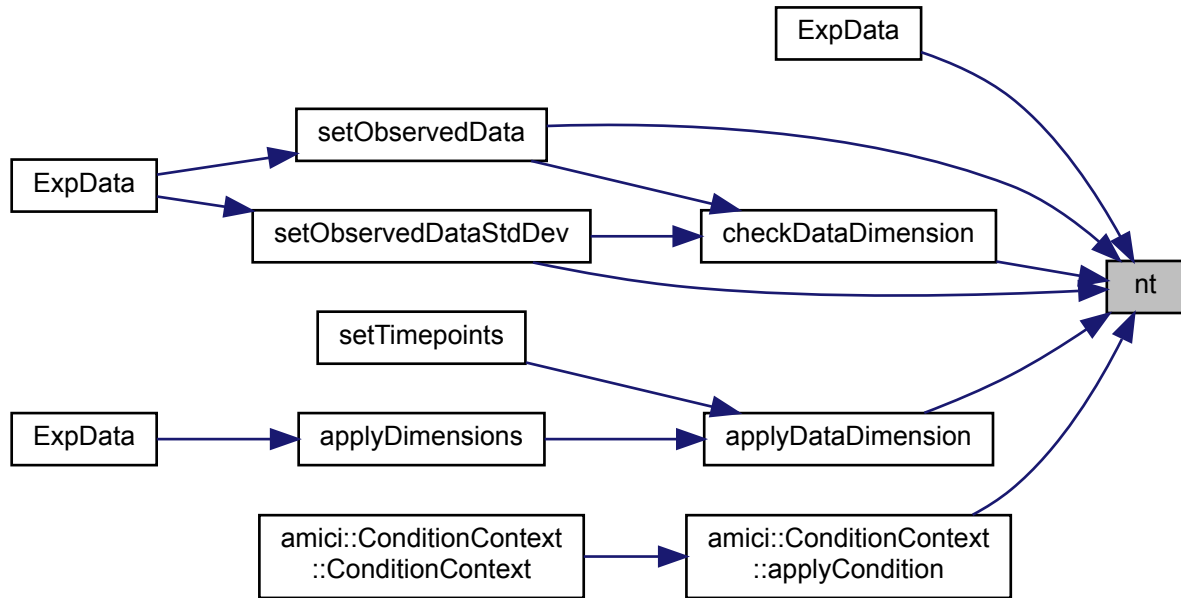 ExpData
setObservedData
ExpData
setObservedDataStdDev
checkDataDimension
nt
setTimepoints
ExpData
applyDimensions
applyDataDimension
amici::ConditionContext
::ConditionContext
amici::ConditionContext
::applyCondition